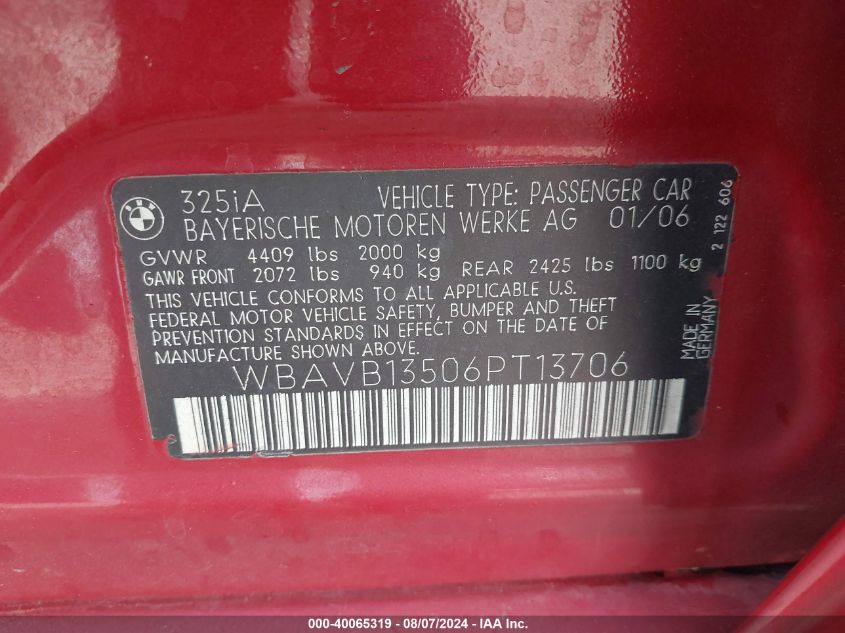 325iA VEHICLE TYPE: PASSENGER CAR
BAYERISCHE MOTOREN WERKE AG 01/06
GVWR 4409 lbs 2000 kg
GAWR FRONT 2072 lbs 940 kg REAR 2425 lbs 1100 kg
THIS VEHICLE CONFORMS TO ALL APPLICABLE U.S.
FEDERAL MOTOR VEHICLE SAFETY, BUMPER AND THEFT
PREVENTION STANDARDS IN EFFECT ON THE DATE OF
MANUFACTURE SHOWN ABOVE.
WBAVB13506PT13706
S
2 122 606
MADE IN
GERMANY
000-40065319 - 08/07/2024 - IAAI.COM